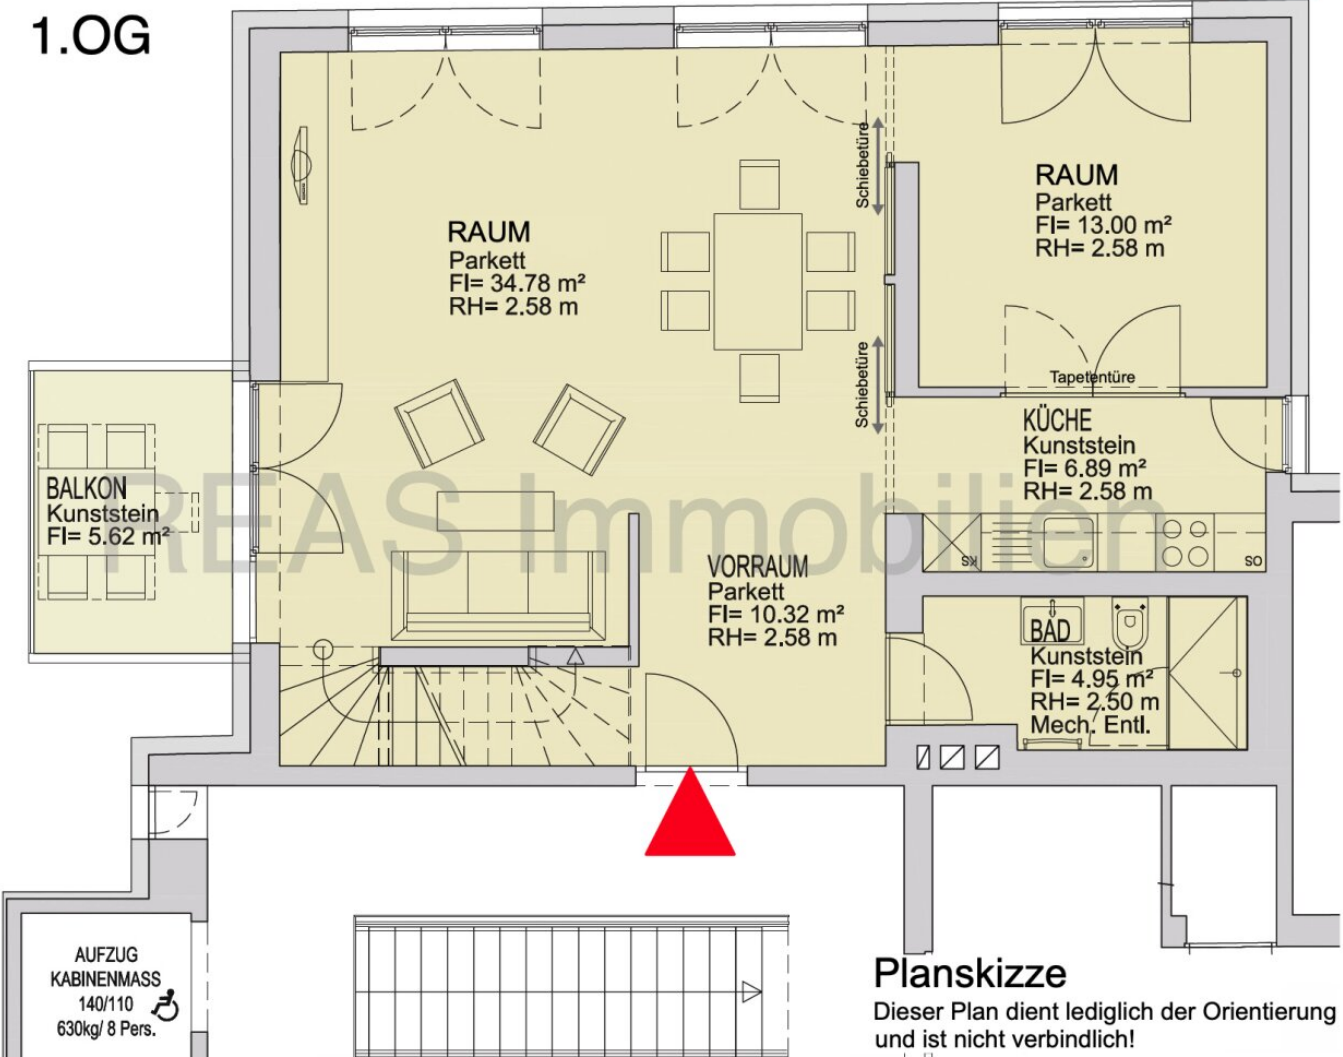 1.OG
RAUM
Parkett
Fl= 34.78 m²
RH= 2.58 m
Schiebetüre
Schiebetüre
RAUM
Parkett
Fl= 13.00 m²
RH= 2.58 m
Tapetentüre
KÜCHE
Kunststein
Fl= 6.89 m²
RH= 2.58 m
KS
SO
BALKON
Kunststein
Fl= 5.62 m²
REAS Immobilien
VORRAUM
Parkett
Fl= 10.32 m²
RH= 2.58 m
BAD
Kunststein
Fl= 4.95 m²
RH= 2.50 m
Mech. Entl.
AUFZUG
KABINENMASS
140/110
630kg/ 8 Pers.
Planskizze
Dieser Plan dient lediglich der Orientierung
und ist nicht verbindlich!